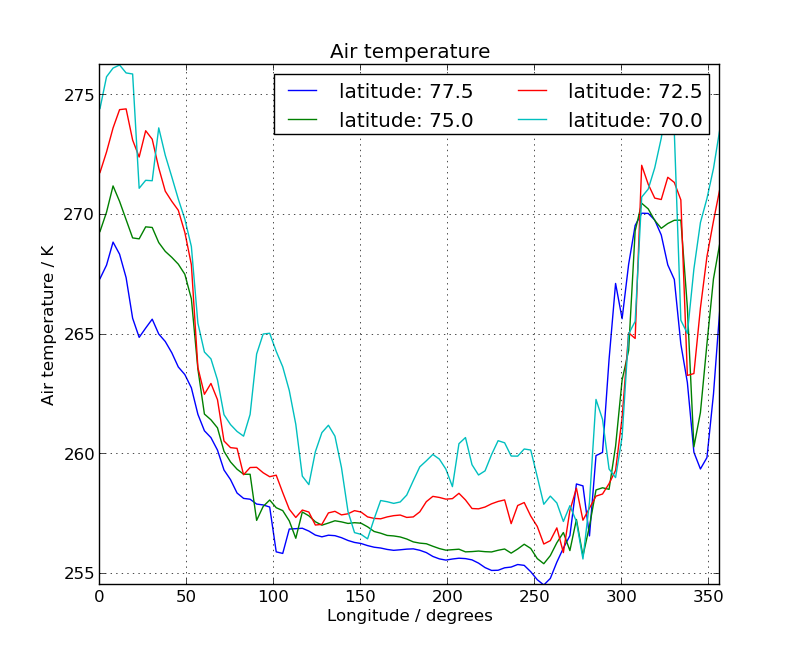 Air temperature
latitude: 77.5 latitude: 72.5
latitude: 75.0 latitude: 70.0
275
270
265
260
255
Air temperature / K
0 50 100 150 200 250 300 350
Longitude / degrees